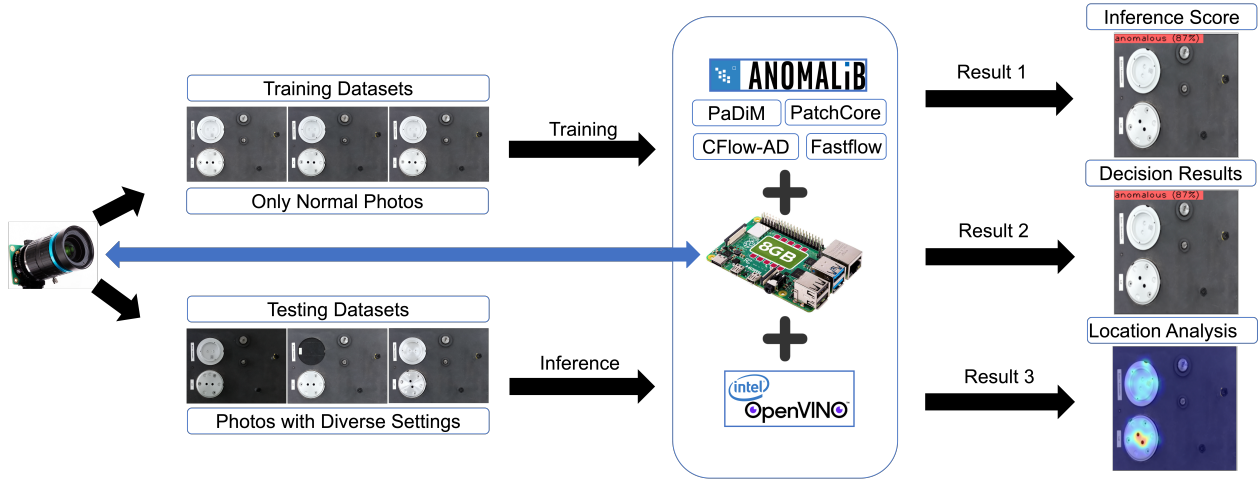 Training Datasets
Only Normal Photos
Testing Datasets
Photos with Diverse Settings
Training
Inference
ANOMALiB
PaDiM
PatchCore
CFlow-AD
Fastflow
8GB
intel
OpenVINO™
Result 1
Result 2
Result 3
Inference Score
anomalous (87%)
Decision Results
anomalous (87%)
Location Analysis